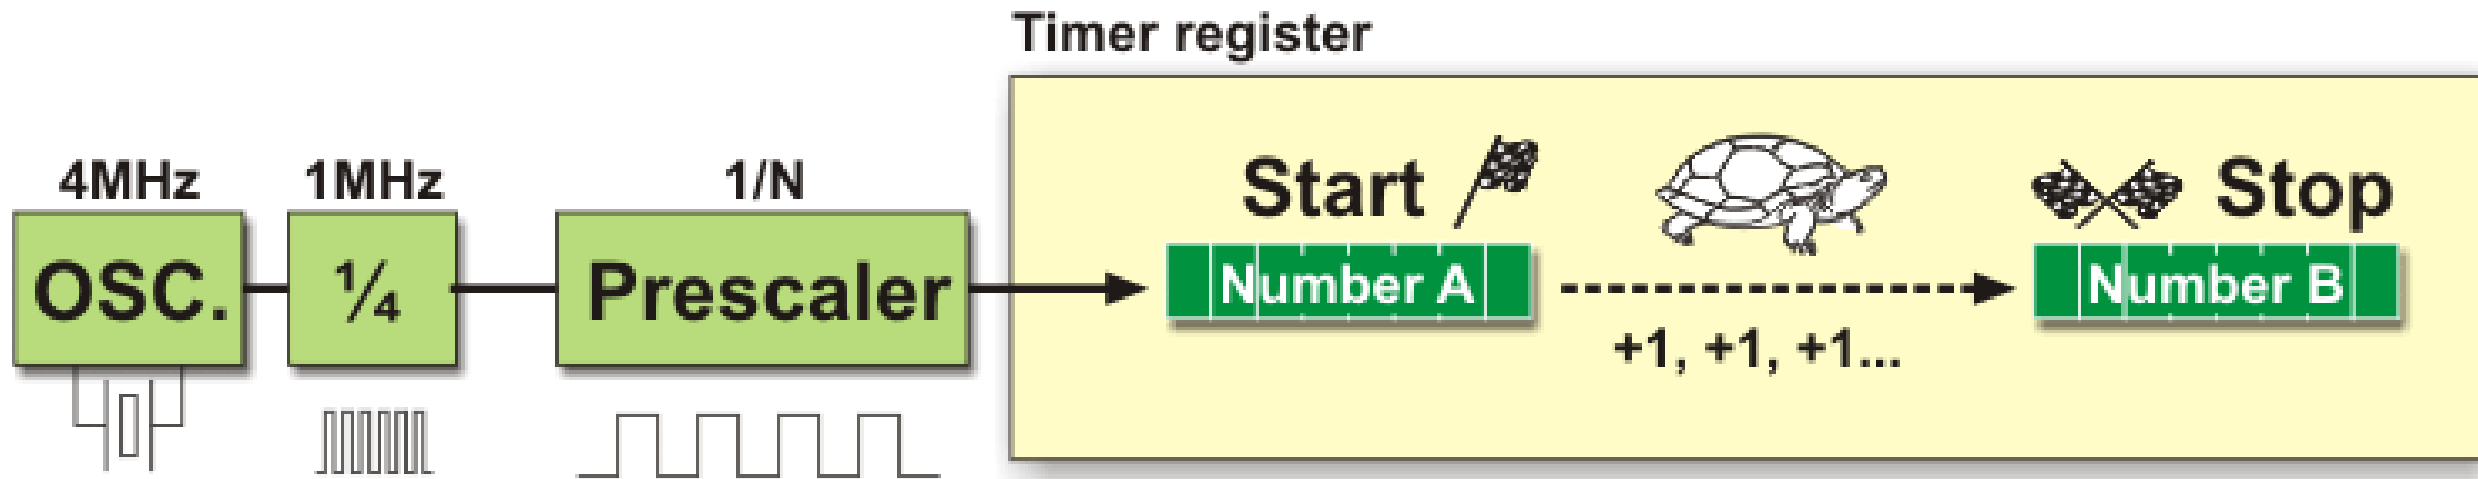 Timer register
4MHz
1MHz
1/N
Start
Stop
OSC.
¼
Prescaler
Number A
Number B
+1, +1, +1...